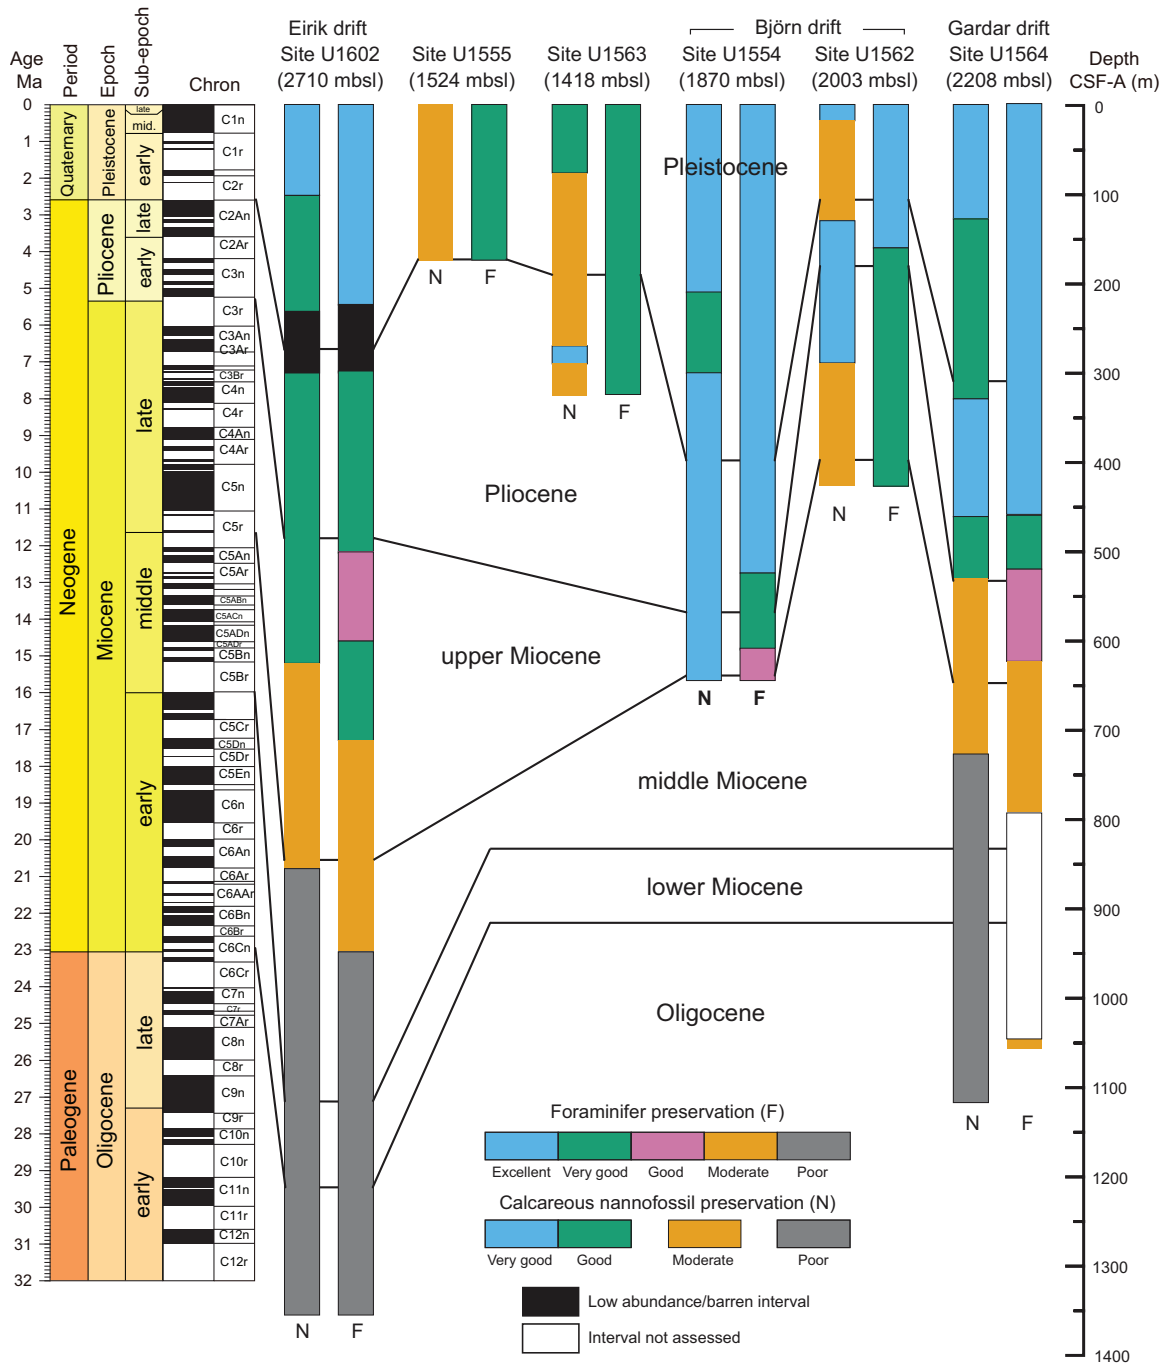 Eirik drift
Björn drift
Gardar drift
Site U1602
Site U1555
Site U1563
Site U1554
Site U1562
Site U1564
(2710 mbsl)
(1524 mbsl)
(1418 mbsl)
(1870 mbsl)
(2003 mbsl)
(2208 mbsl)
Age
Ma
Period
Epoch
Sub-epoch
Chron
Depth
CSF-A (m)
0
1
2
3
4
5
6
7
8
9
10
11
12
13
14
15
16
17
18
19
20
21
22
23
24
25
26
27
28
29
30
31
32
Quaternary
Neogene
Paleogene
Pleistocene
Pliocene
Miocene
Oligocene
late
mid.
early
late
early
late
middle
early
late
early
C1n
C1r
C2r
C2An
C2Ar
C3n
C3r
C3An
C3Ar
C3Br
C4n
C4r
C4An
C4Ar
C5n
C5r
C5An
C5Ar
C5ABn
C5ACn
C5ADn
C5ADr
C5Bn
C5Br
C5Cr
C5Dn
C5Dr
C5En
C6n
C6r
C6An
C6Ar
C6AAr
C6Bn
C6Br
C6Cn
C6Cr
C7n
C7r
C7Ar
C8n
C8r
C9n
C9r
C10n
C10r
C11n
C11r
C12n
C12r
N
F
N
F
N
F
N
F
N
F
N
F
Pleistocene
Pliocene
upper Miocene
middle Miocene
lower Miocene
Oligocene
0
100
200
300
400
500
600
700
800
900
1000
1100
1200
1300
1400
Foraminifer preservation (F)
Excellent
Very good
Good
Moderate
Poor
Calcareous nannofossil preservation (N)
Very good
Good
Moderate
Poor
Low abundance/barren interval
Interval not assessed